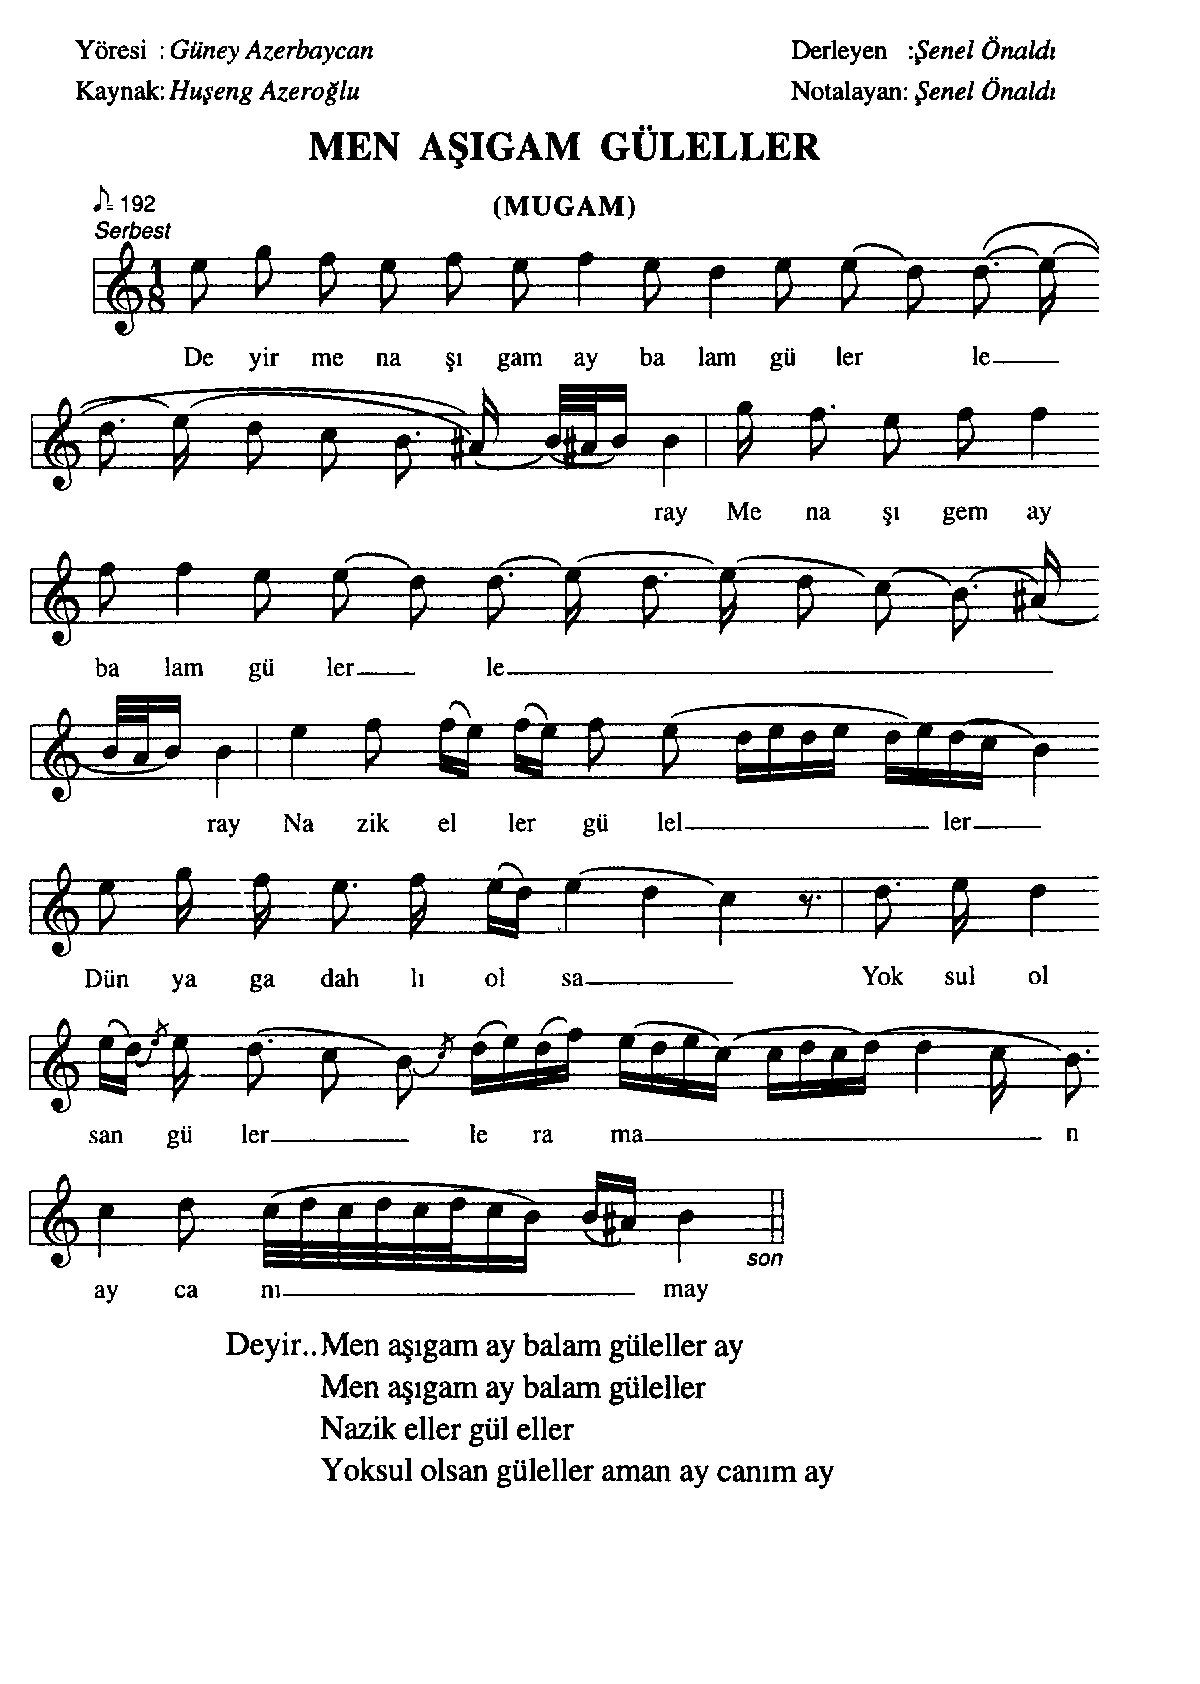 Yöresi : Güney Azerbaycan
Derleyen :Şenel Önaldı
Kaynak: Huşeng Azeroğlu
Notalayan: Şenel Önaldı
MEN AŞIGAM GÜLELLER
♪= 192
(MUGAM)
Serbest
1
8
De yir me na şı gam ay ba lam gü ler le
ray Me na şı gem ay
ba lam gü ler le
ray Na zik el ler gü lel ler
Dün ya ga dah lı ol sa Yok sul ol
san gü ler le ra ma n
son
ay ca nı may
Deyir..Men aşıgam ay balam güleller ay
Men aşıgam ay balam güleller
Nazik eller gül eller
Yoksul olsan güleller aman ay canım ay